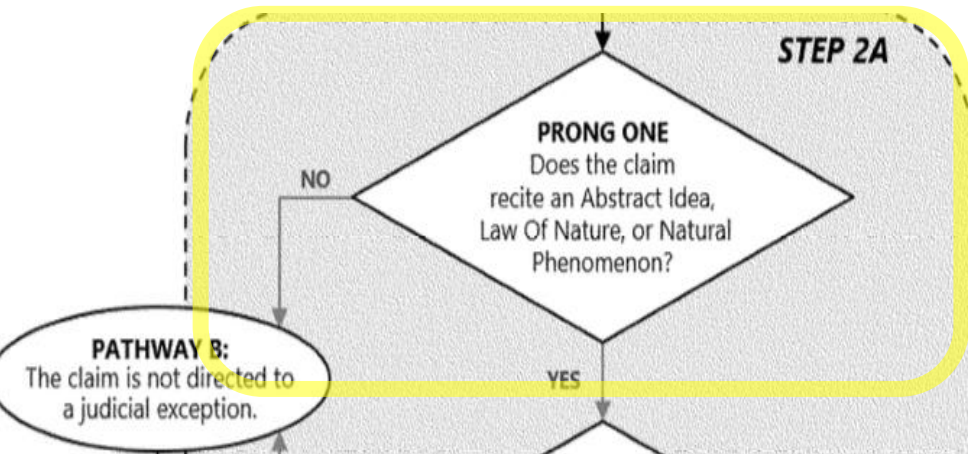 STEP 2A
PRONG ONE
Does the claim
recite an Abstract Idea,
Law Of Nature, or Natural
Phenomenon?
NO
PATHWAY B:
The claim is not directed to
a judicial exception.
YES